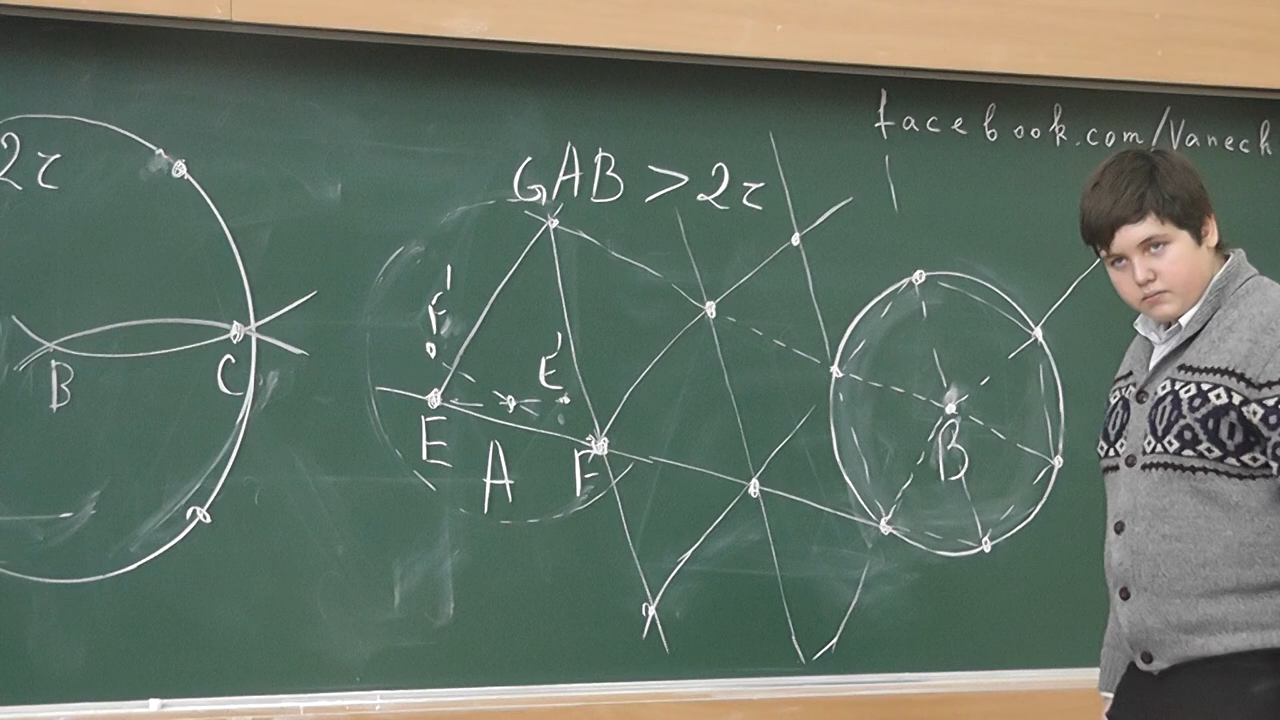 facebook.com/Vanech
2τ
GAB > 2τ
F'
E'
B
C
E
A
F
B